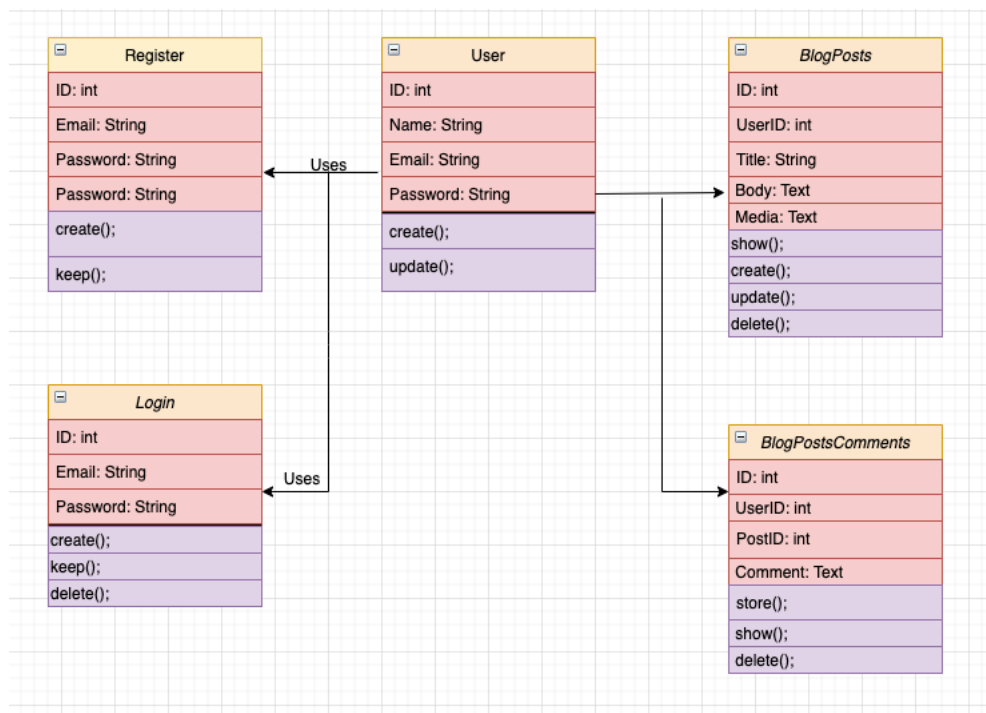 Register
ID: int
Email: String
Password: String
Password: String
create();
keep();
Uses
User
ID: int
Name: String
Email: String
Password: String
create();
update();
BlogPosts
ID: int
UserID: int
Title: String
Body: Text
Media: Text
show();
create();
update();
delete();
Login
ID: int
Email: String
Password: String
create();
keep();
delete();
Uses
BlogPostsComments
ID: int
UserID: int
PostID: int
Comment: Text
store();
show();
delete();